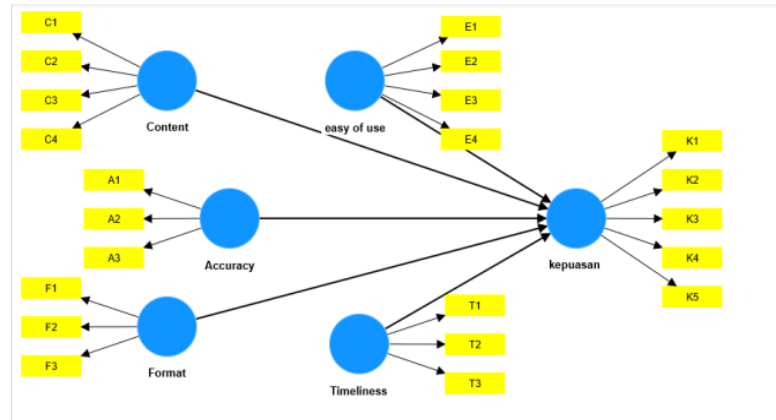 C1
C2
C3
C4
Content
E1
E2
E3
E4
easy of use
A1
A2
A3
Accuracy
K1
K2
K3
K4
K5
kepuasan
F1
F2
F3
Format
T1
T2
T3
Timeliness